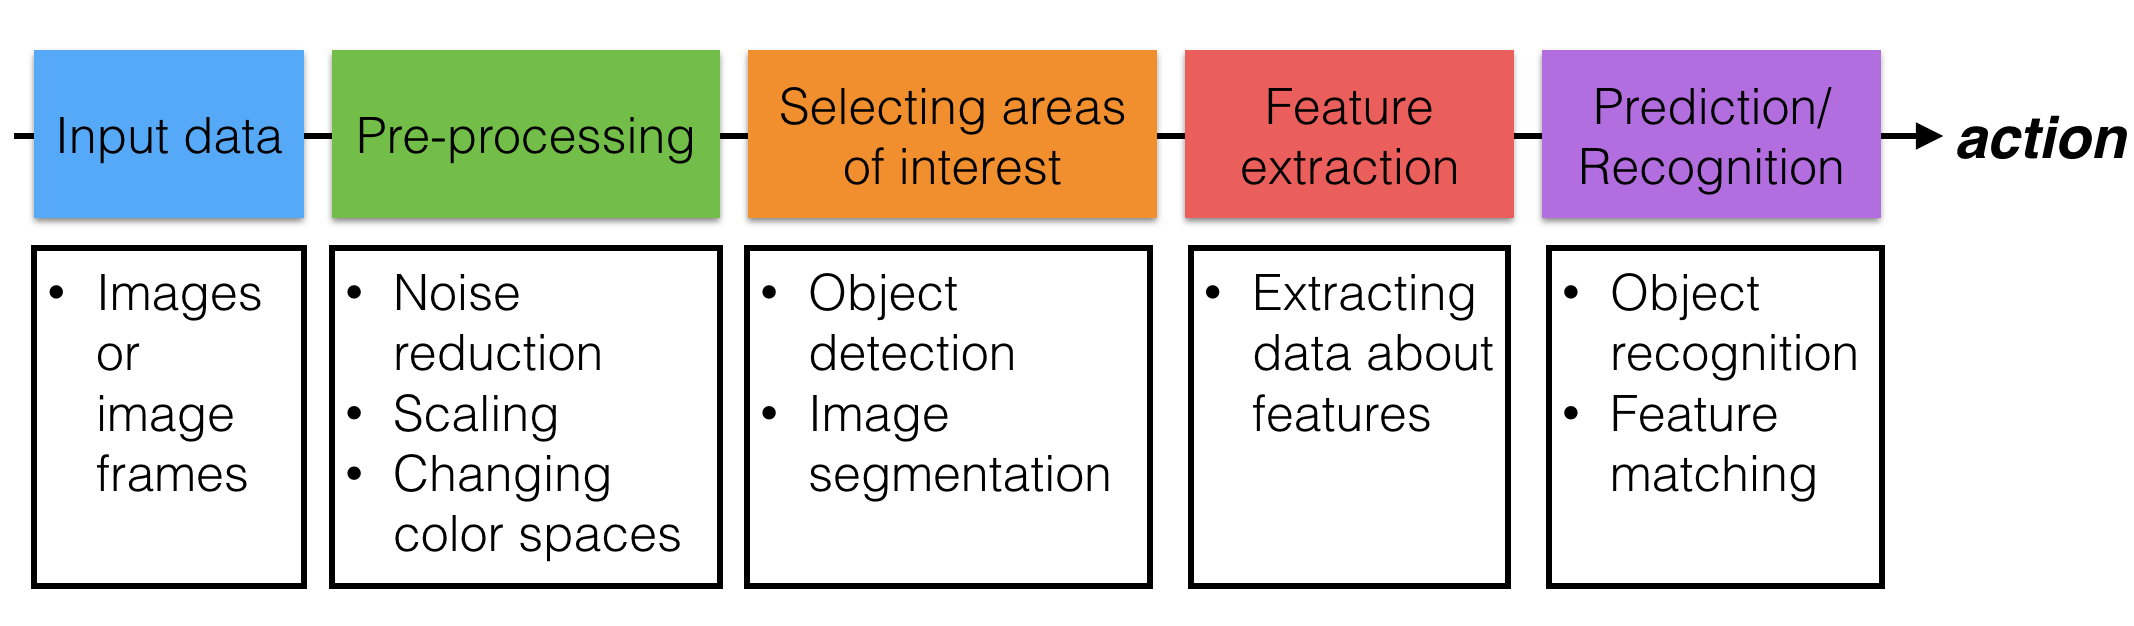 Input data
Pre-processing
Selecting areas
of interest
Feature
extraction
Prediction/
Recognition
action
• Images
or
image
frames
• Noise
reduction
• Scaling
• Changing
color spaces
• Object
detection
• Image
segmentation
• Extracting
data about
features
• Object
recognition
• Feature
matching